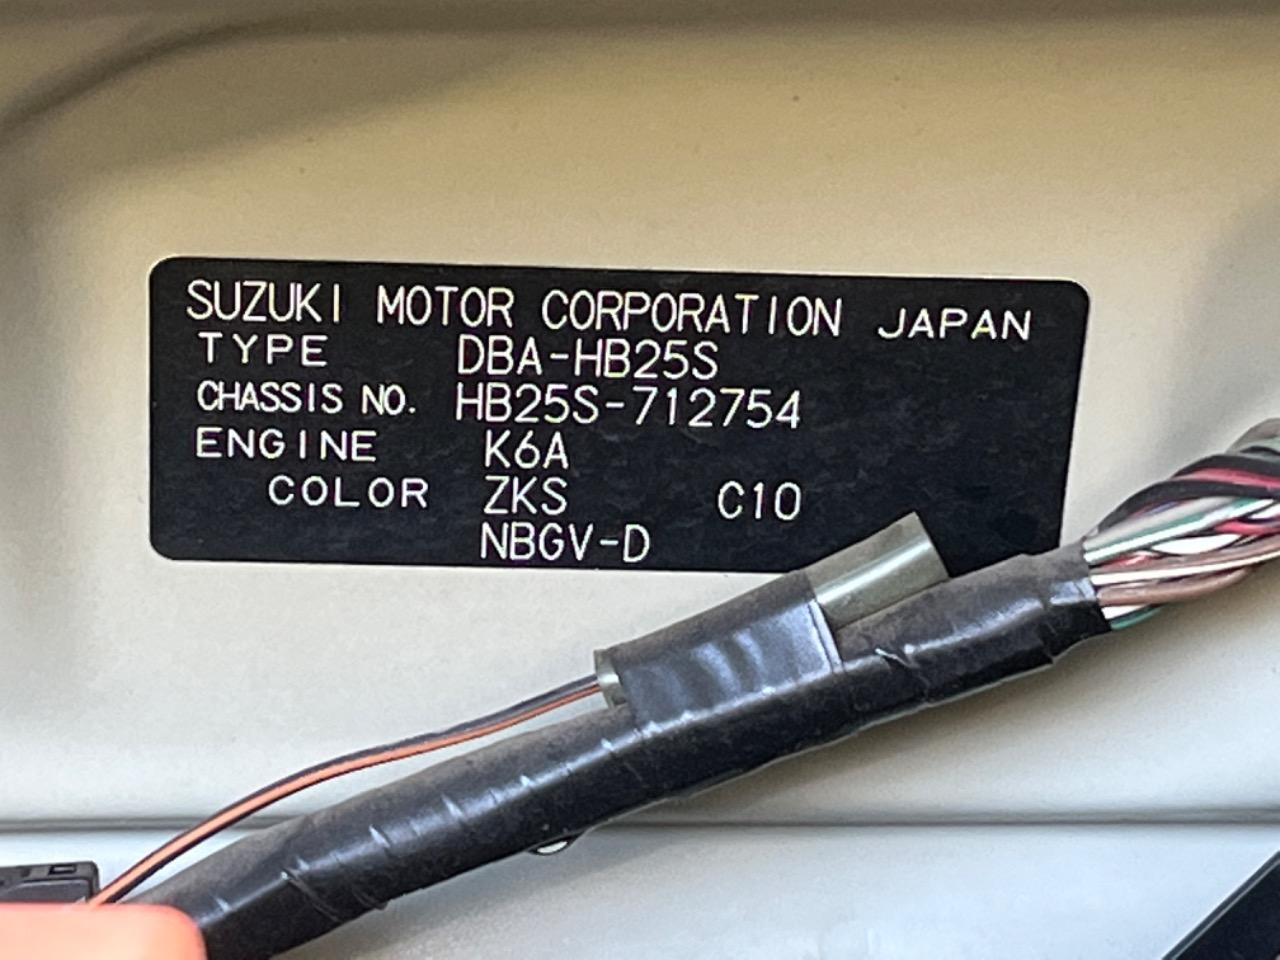 SUZUKI MOTOR CORPORATION JAPAN
TYPE DBA-HB25S
CHASSIS NO. HB25S-712754
ENGINE K6A
COLOR ZKS C10
NBGV-D